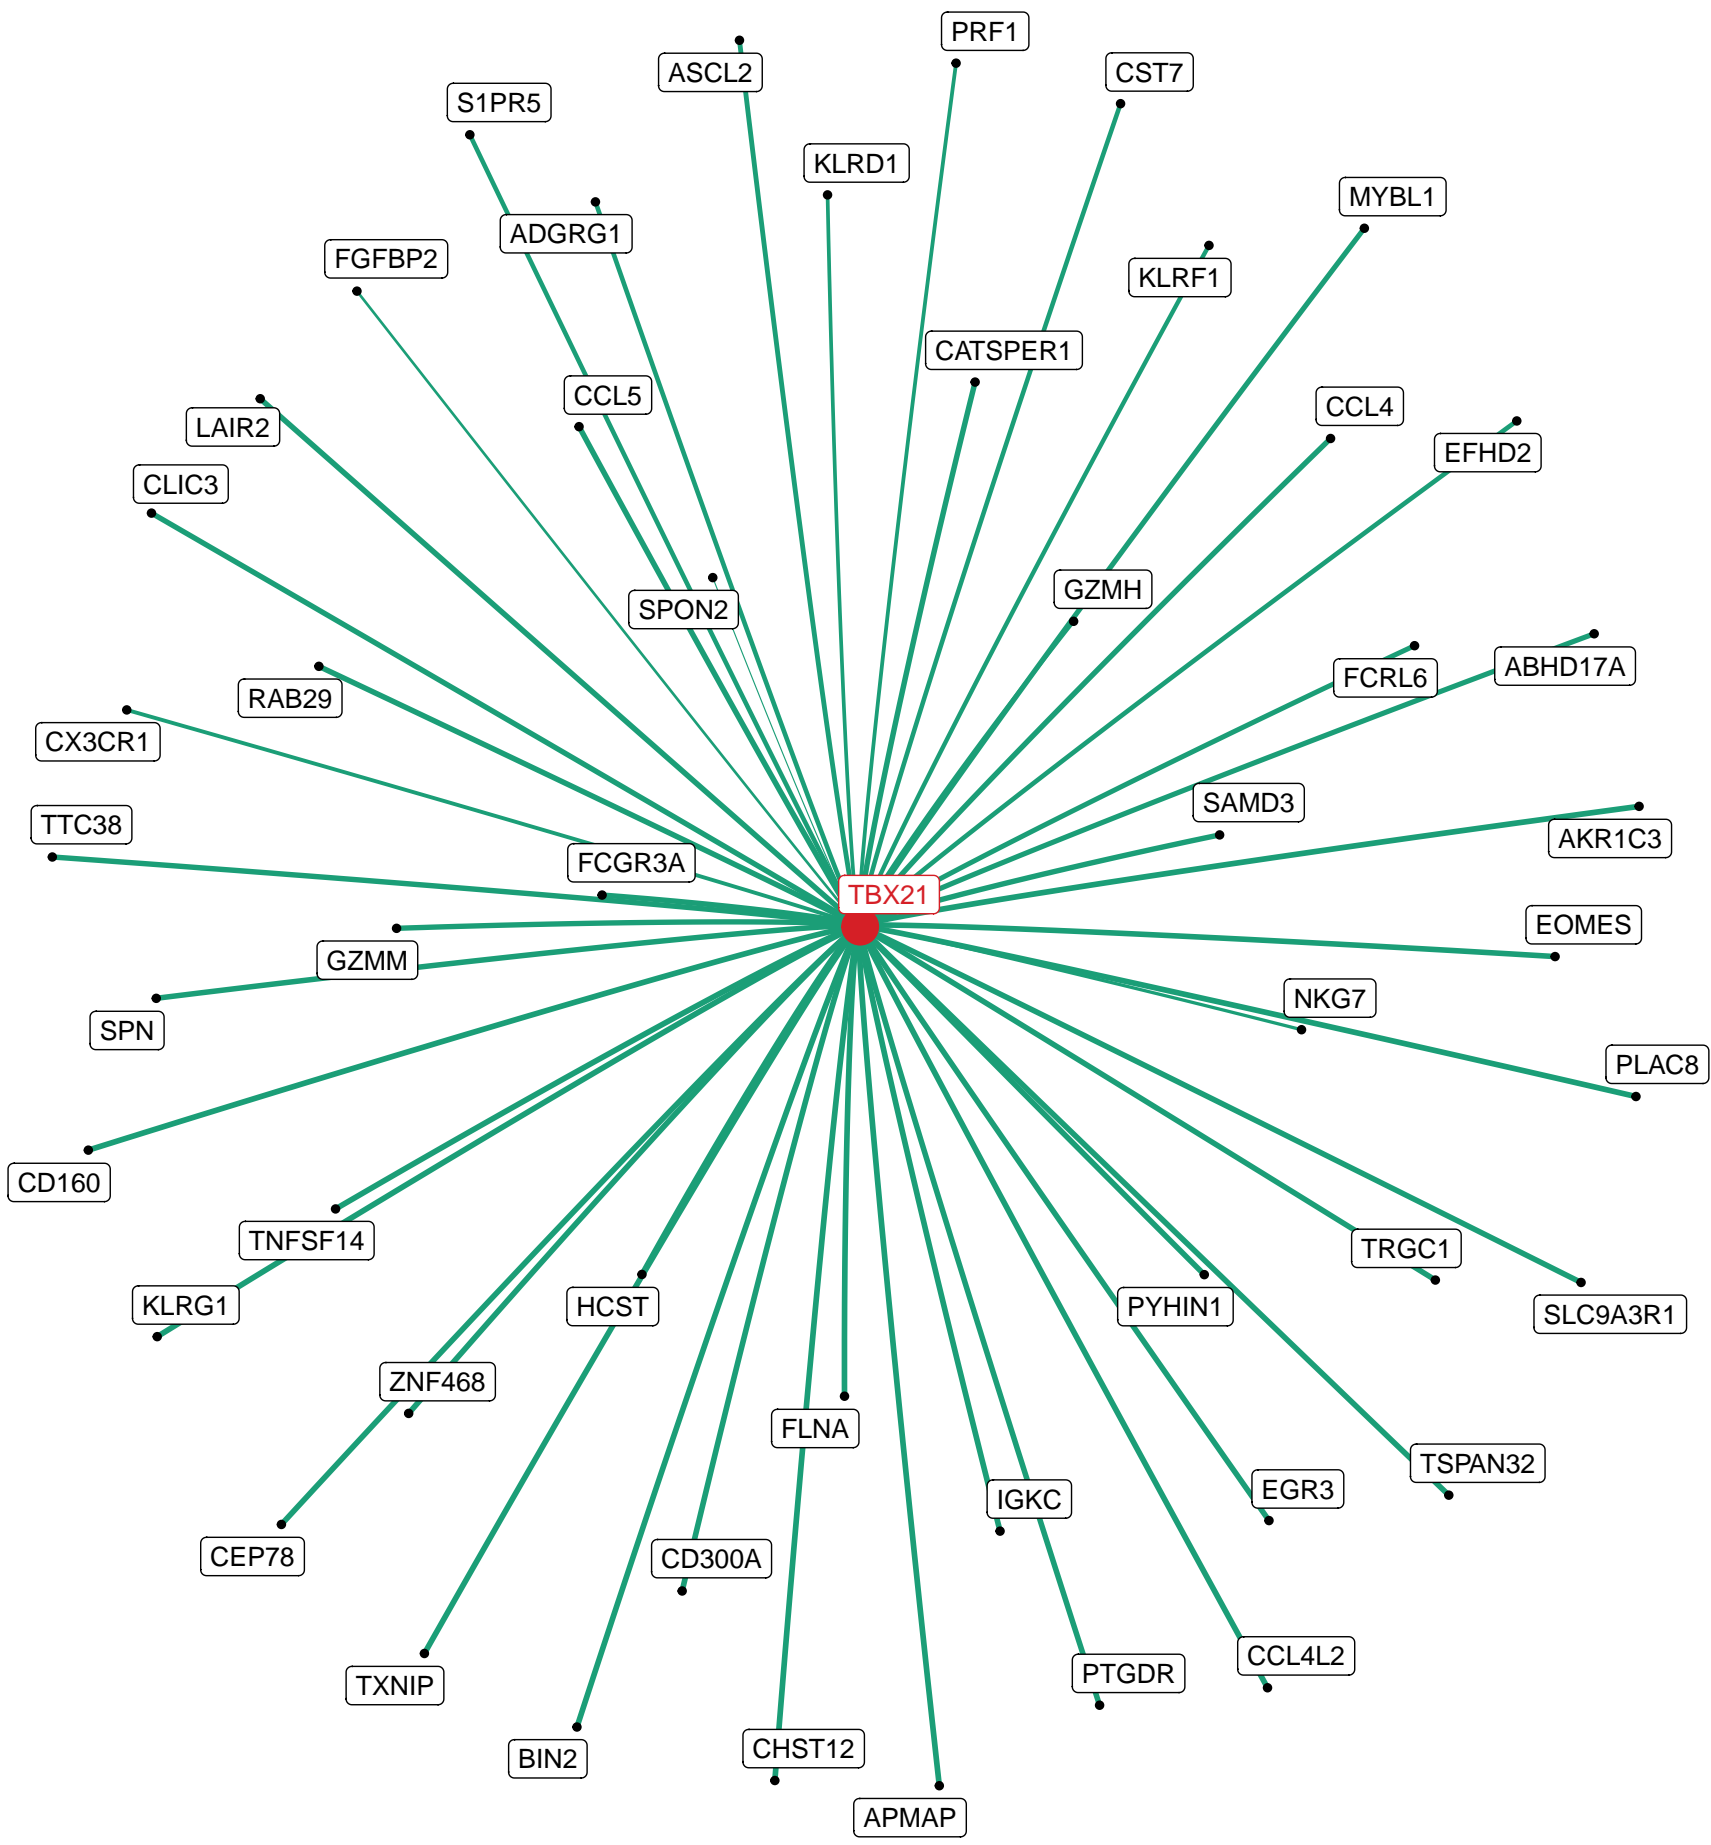 PRF1
ASCL2
CST7
S1PR5
KLRD1
MYBL1
ADGRG1
FGFBP2
KLRF1
CATSPER1
CCL5
CCL4
LAIR2
EFHD2
CLIC3
GZMH
SPON2
FCRL6
ABHD17A
RAB29
CX3CR1
SAMD3
TTC38
AKR1C3
FCGR3A
TBX21
EOMES
GZMM
NKG7
SPN
PLAC8
CD160
TNFSF14
TRGC1
KLRG1
HCST
PYHIN1
SLC9A3R1
ZNF468
FLNA
TSPAN32
EGR3
IGKC
CEP78
CD300A
CCL4L2
PTGDR
TXNIP
CHST12
BIN2
APMAP